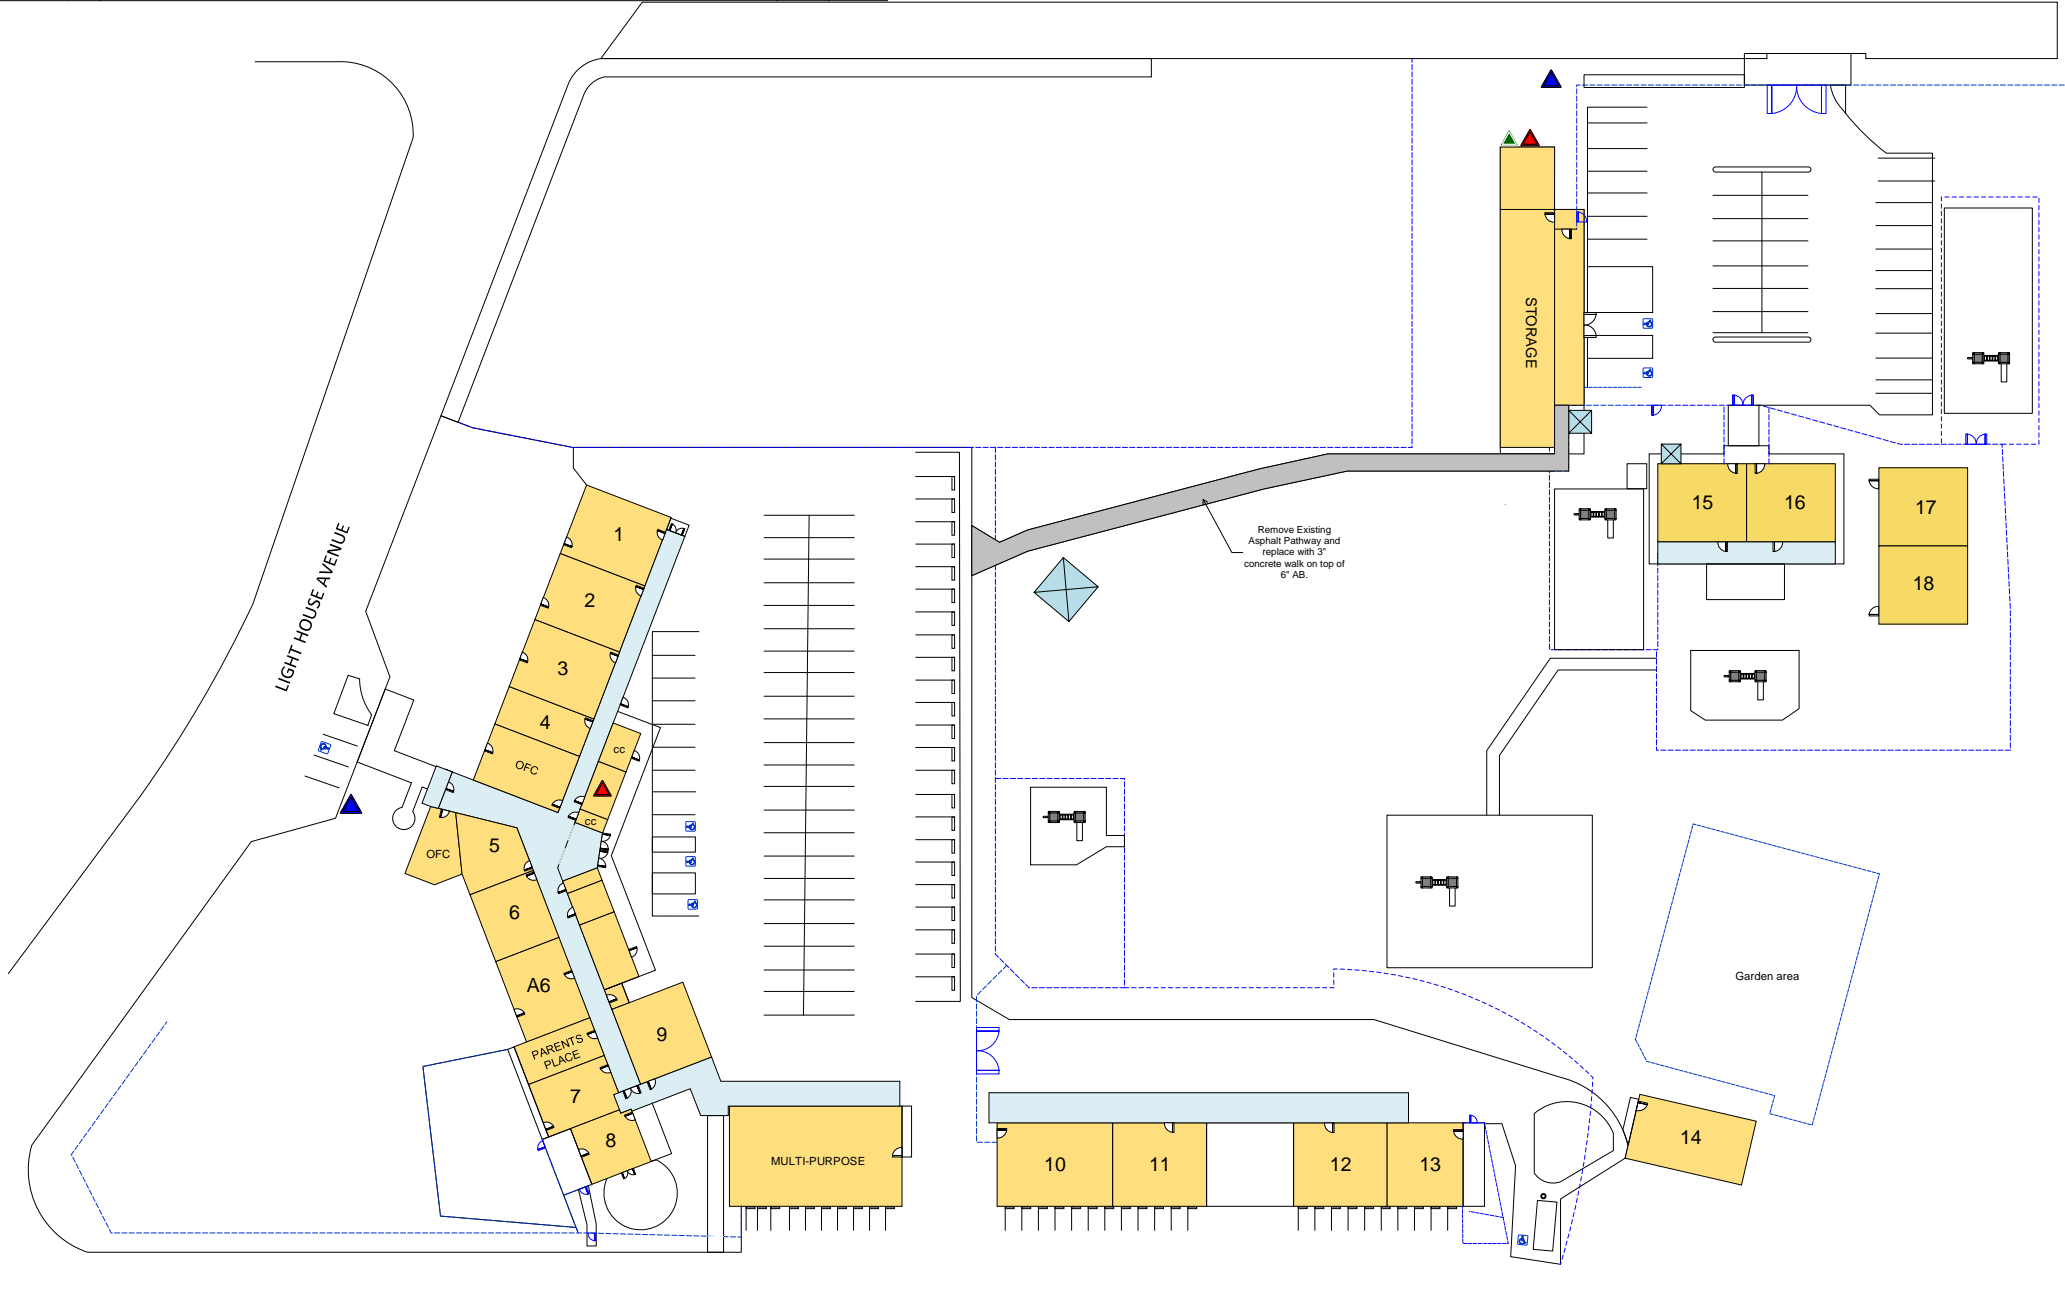 STORAGE
15
16
17
18
Remove Existing
Asphalt Pathway and
replace with 3"
concrete walk on top of
6" AB.
LIGHT HOUSE AVENUE
1
2
3
4
OFC
CC
CC
OFC
5
6
A6
PARENTS
PLACE
7
8
9
MULTI-PURPOSE
10
11
12
13
14
Garden area